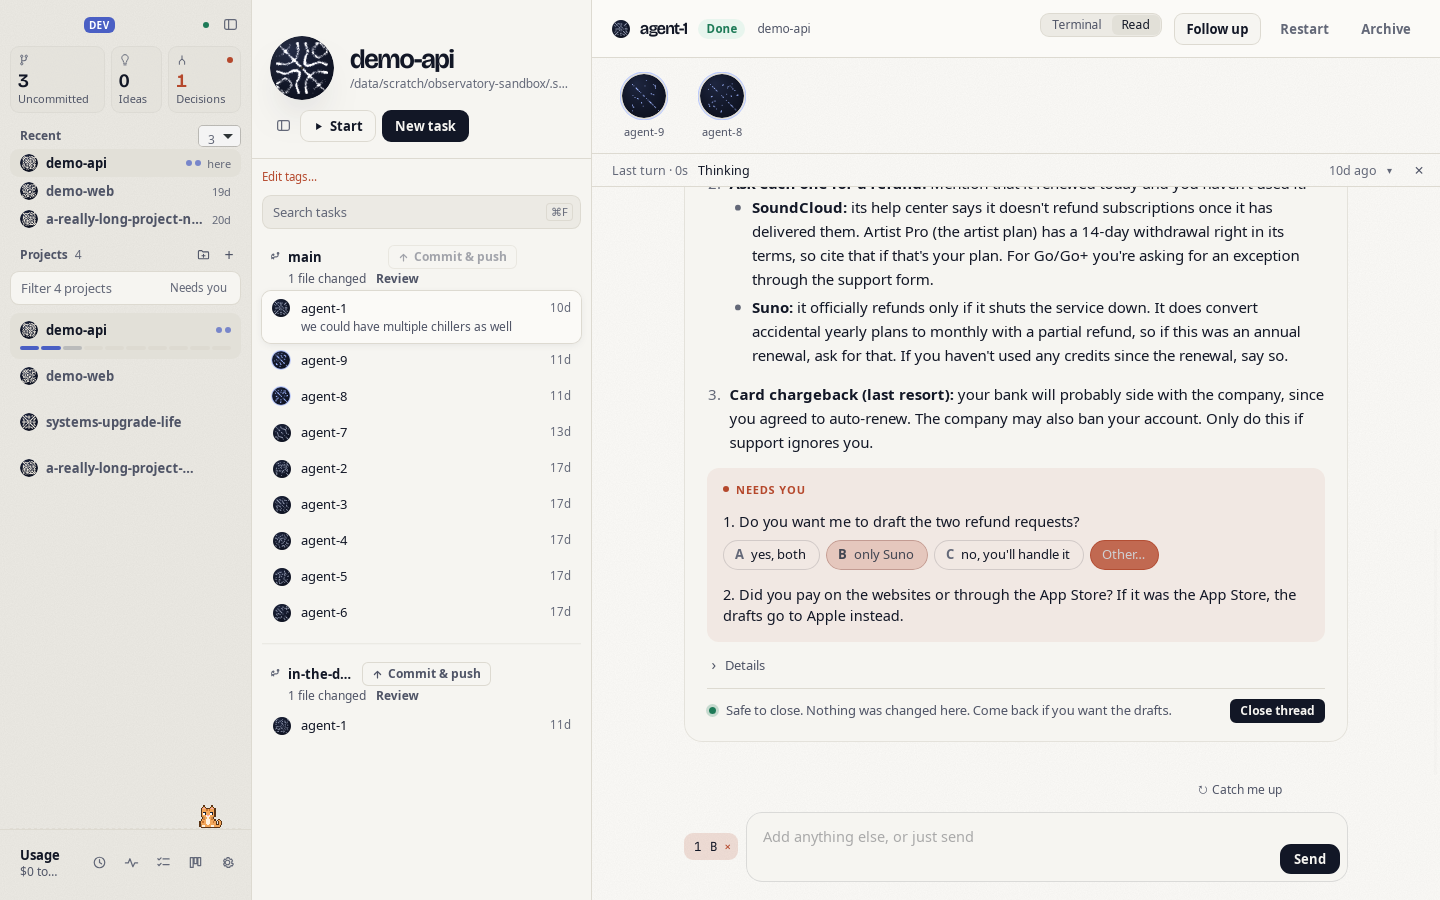 DEV
3
Uncommitted
0
Ideas
1
Decisions
Recent
3
demo-api
here
demo-web
19d
a-really-long-project-n...
20d
Projects 4
Filter 4 projects
Needs you
demo-api
demo-web
systems-upgrade-life
a-really-long-project-...
Usage
$0 to...
demo-api
/data/scratch/observatory-sandbox/.s...
Start
New task
Edit tags...
Search tasks
⌘F
main
Commit & push
1 file changed Review
agent-1
10d
we could have multiple chillers as well
agent-9
11d
agent-8
11d
agent-7
13d
agent-2
17d
agent-3
17d
agent-4
17d
agent-5
17d
agent-6
17d
in-the-d...
Commit & push
1 file changed Review
agent-1
11d
agent-1
Done
demo-api
Terminal
Read
Follow up
Restart
Archive
agent-9
agent-8
Last turn · 0s Thinking
10d ago
2. Ask each one for a refund: Mention that it renewed today and you haven't used it.
SoundCloud: its help center says it doesn't refund subscriptions once it has
delivered them. Artist Pro (the artist plan) has a 14-day withdrawal right in its
terms, so cite that if that's your plan. For Go/Go+ you're asking for an exception
through the support form.
Suno: it officially refunds only if it shuts the service down. It does convert
accidental yearly plans to monthly with a partial refund, so if this was an annual
renewal, ask for that. If you haven't used any credits since the renewal, say so.
3. Card chargeback (last resort): your bank will probably side with the company, since
you agreed to auto-renew. The company may also ban your account. Only do this if
support ignores you.
NEEDS YOU
1. Do you want me to draft the two refund requests?
A yes, both
B only Suno
C no, you'll handle it
Other...
2. Did you pay on the websites or through the App Store? If it was the App Store, the
drafts go to Apple instead.
Details
Safe to close. Nothing was changed here. Come back if you want the drafts.
Close thread
Catch me up
1 B ×
Add anything else, or just send
Send